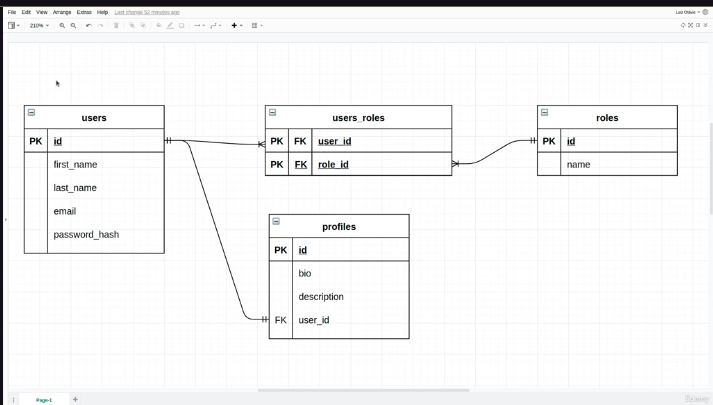 File Edit View Arrange Extras Help Last change 52 minutes ago
210%
users
PK id
first_name
last_name
email
password_hash
users_roles
PK FK user_id
PK FK role_id
roles
PK id
name
profiles
PK id
bio
description
FK user_id
Page-1
Udemy